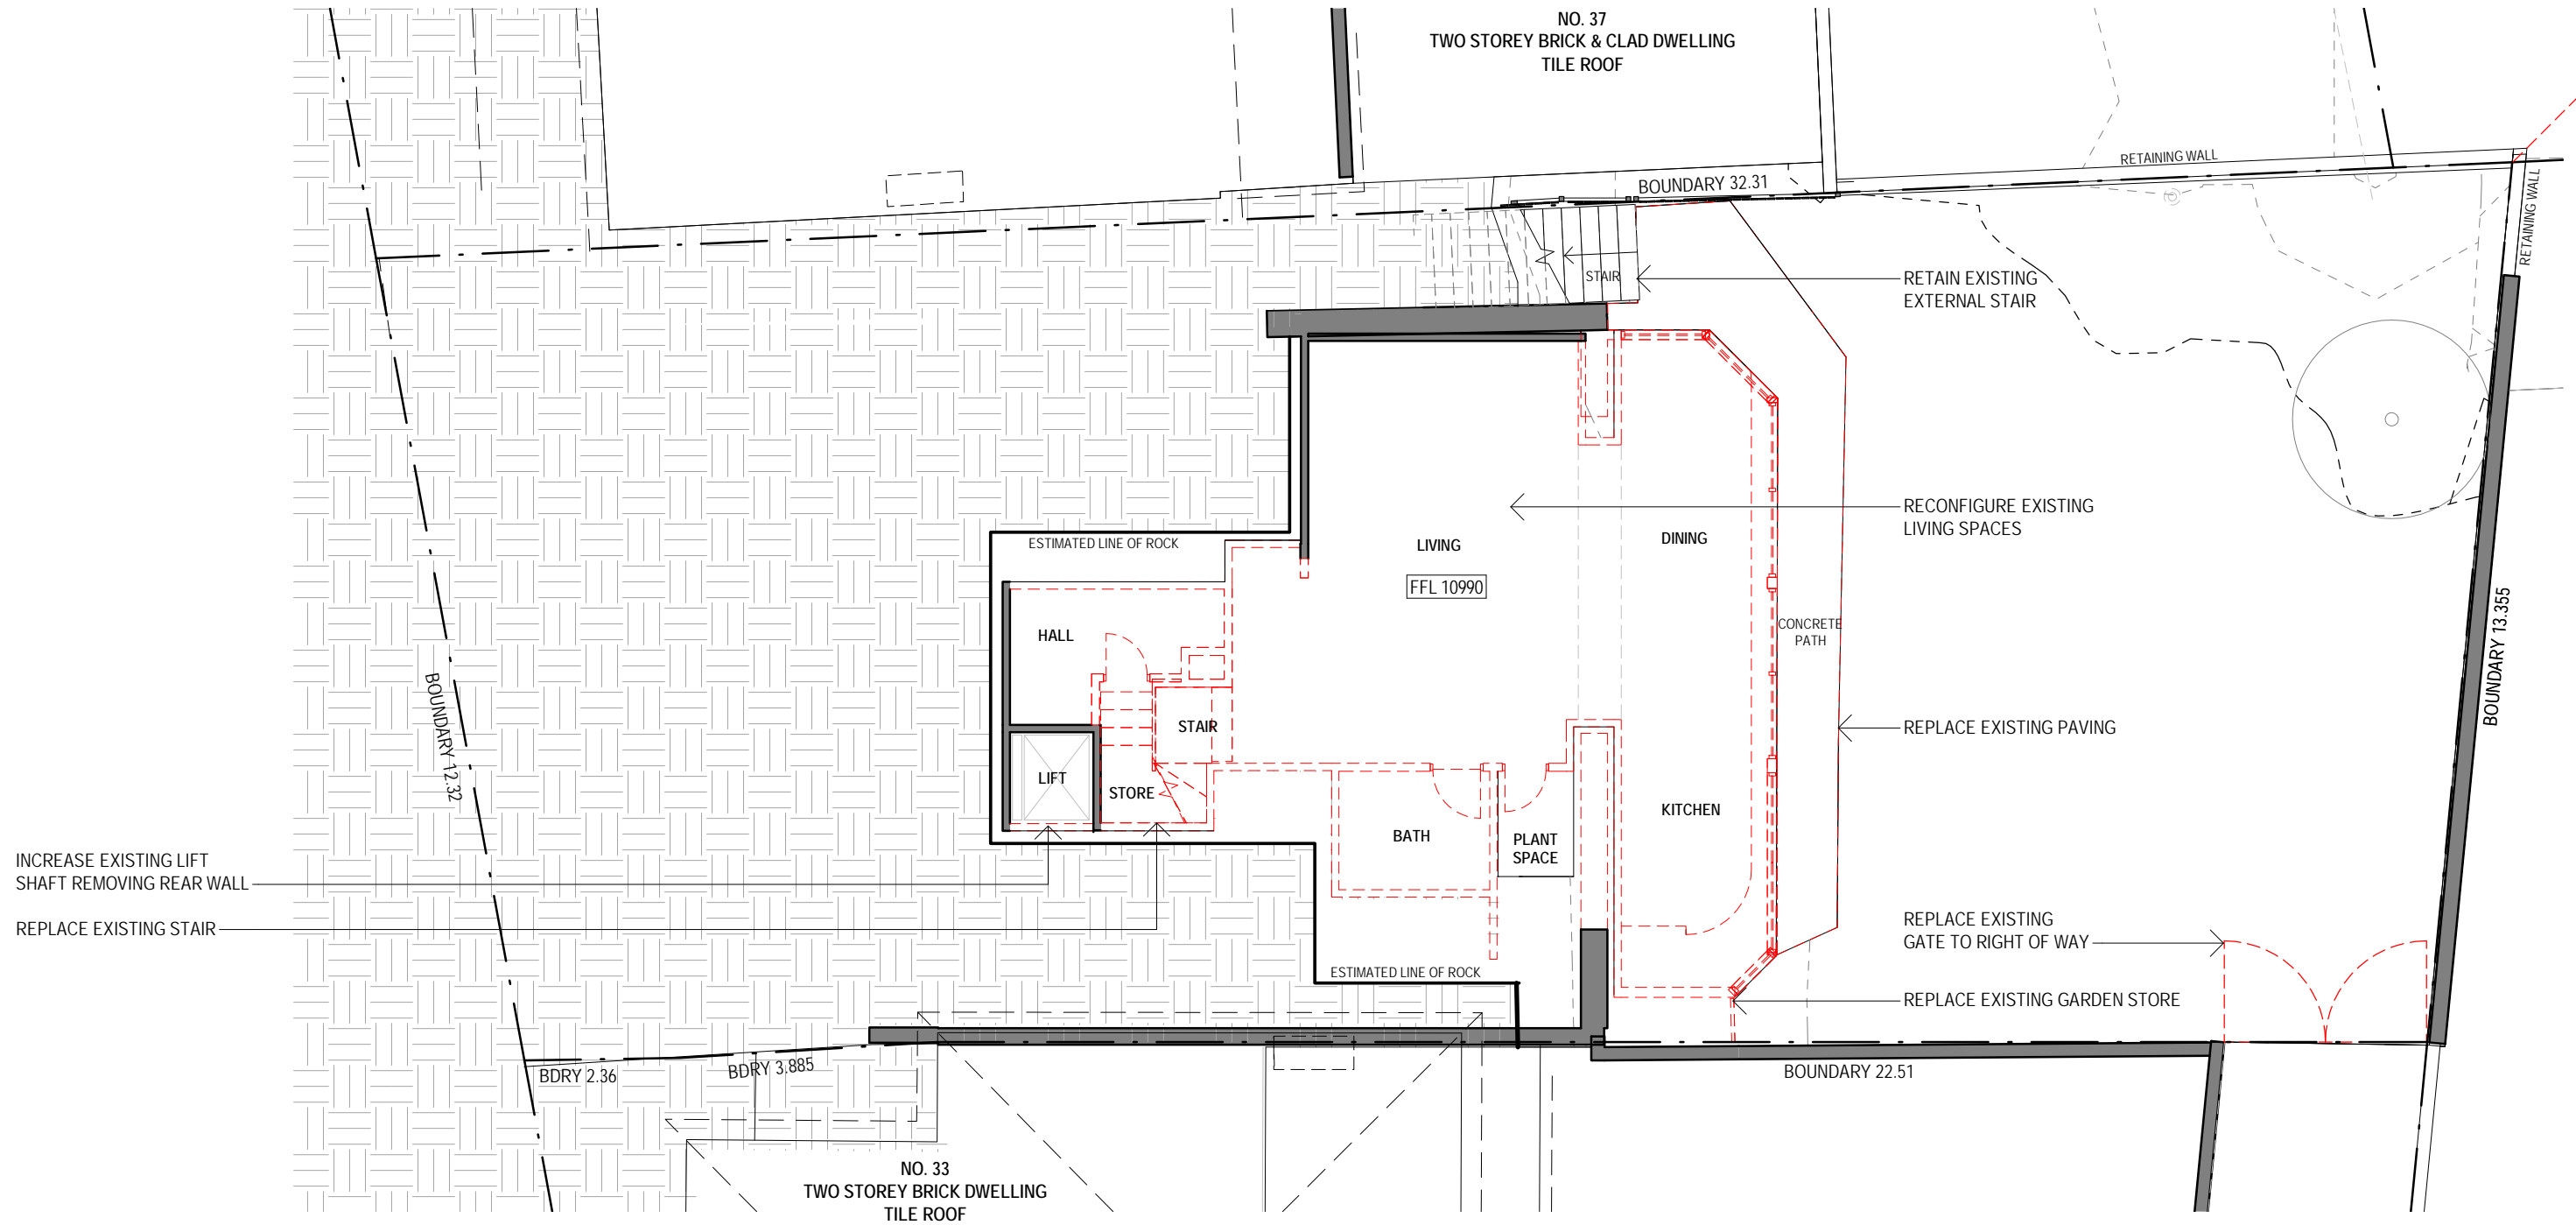 NO. 37
TWO STOREY BRICK & CLAD DWELLING
TILE ROOF
RETAINING WALL
BOUNDARY 32.31
RETAINING WALL
STAIR
RETAIN EXISTING
EXTERNAL STAIR
RECONFIGURE EXISTING
LIVING SPACES
ESTIMATED LINE OF ROCK
LIVING
DINING
FFL 10990
HALL
CONCRETE
PATH
BOUNDARY 13.355
BOUNDARY 12.32
STAIR
REPLACE EXISTING PAVING
LIFT
STORE
KITCHEN
BATH
PLANT
SPACE
INCREASE EXISTING LIFT
SHAFT REMOVING REAR WALL
REPLACE EXISTING STAIR
REPLACE EXISTING
GATE TO RIGHT OF WAY
ESTIMATED LINE OF ROCK
REPLACE EXISTING GARDEN STORE
BDRY 2.36
BDRY 3.885
BOUNDARY 22.51
NO. 33
TWO STOREY BRICK DWELLING
TILE ROOF